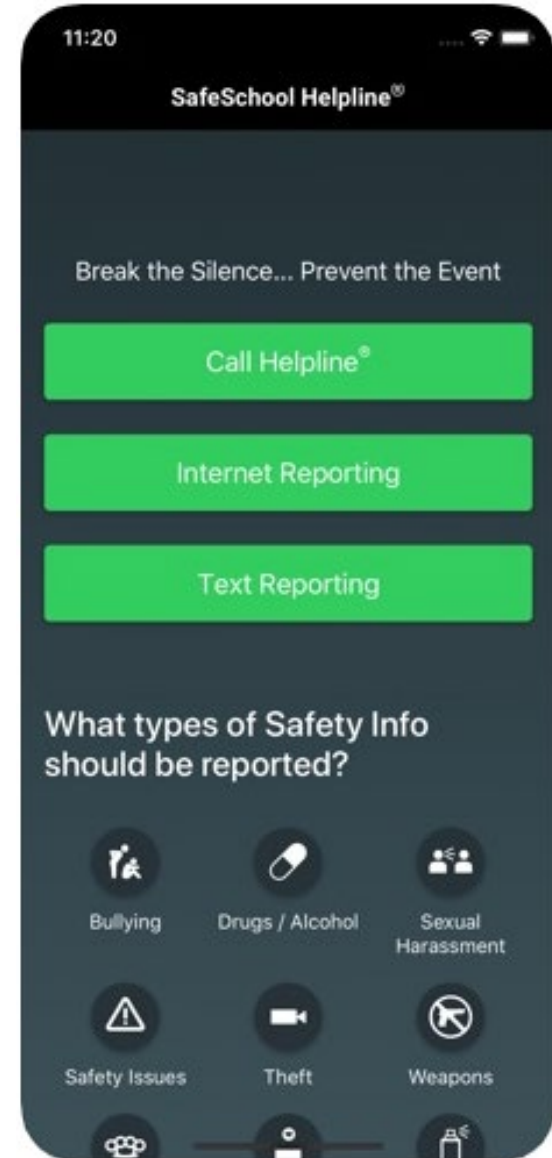 11:20
SafeSchool Helpline®
Break the Silence... Prevent the Event
Call Helpline®
Internet Reporting
Text Reporting
What types of Safety Info
should be reported?
Bullying
Drugs / Alcohol
Sexual
Harassment
Safety Issues
Theft
Weapons